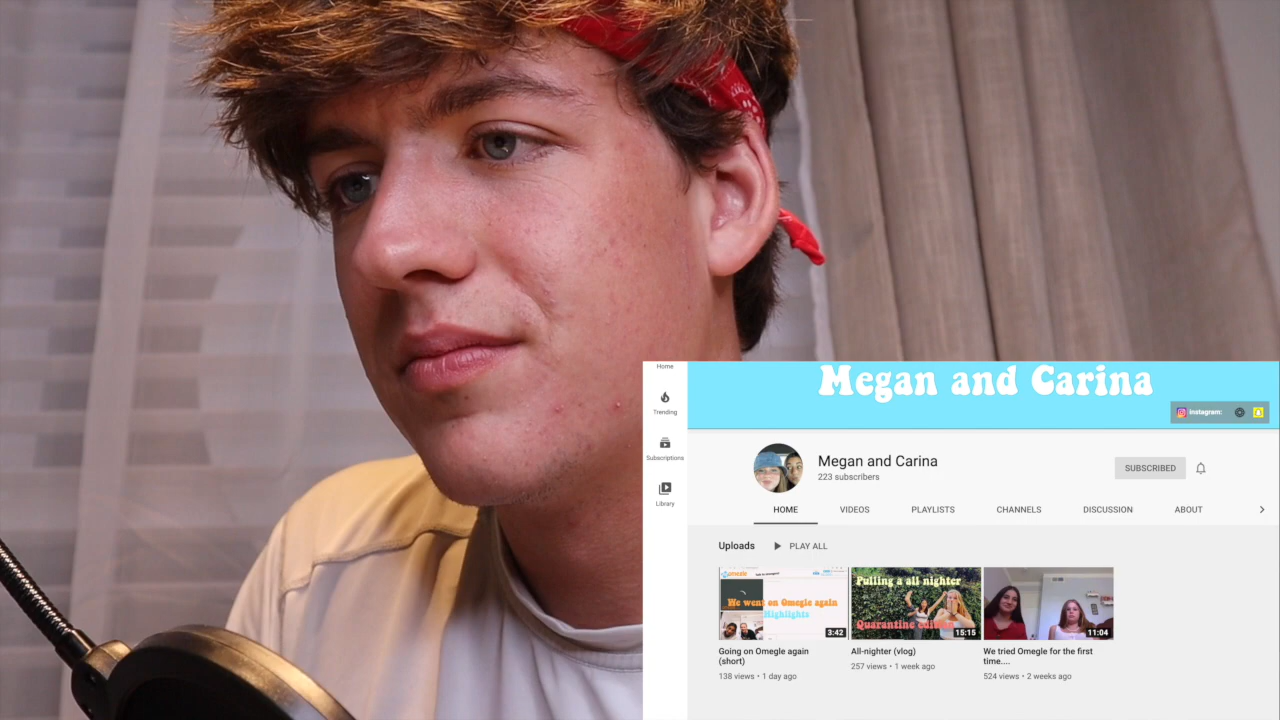 Home
Trending
Subscriptions
Library
Megan and Carina
Instagram:
Megan and Carina
223 subscribers
SUBSCRIBED
HOME
VIDEOS
PLAYLISTS
CHANNELS
DISCUSSION
ABOUT
Uploads
PLAY ALL
omegle
We went on Omegle again
Highlights
3:42
Going on Omegle again
(short)
138 views • 1 day ago
Pulling a all nighter
Quarantine edition
15:15
All-nighter (vlog)
257 views • 1 week ago
11:04
We tried Omegle for the first
time....
524 views • 2 weeks ago